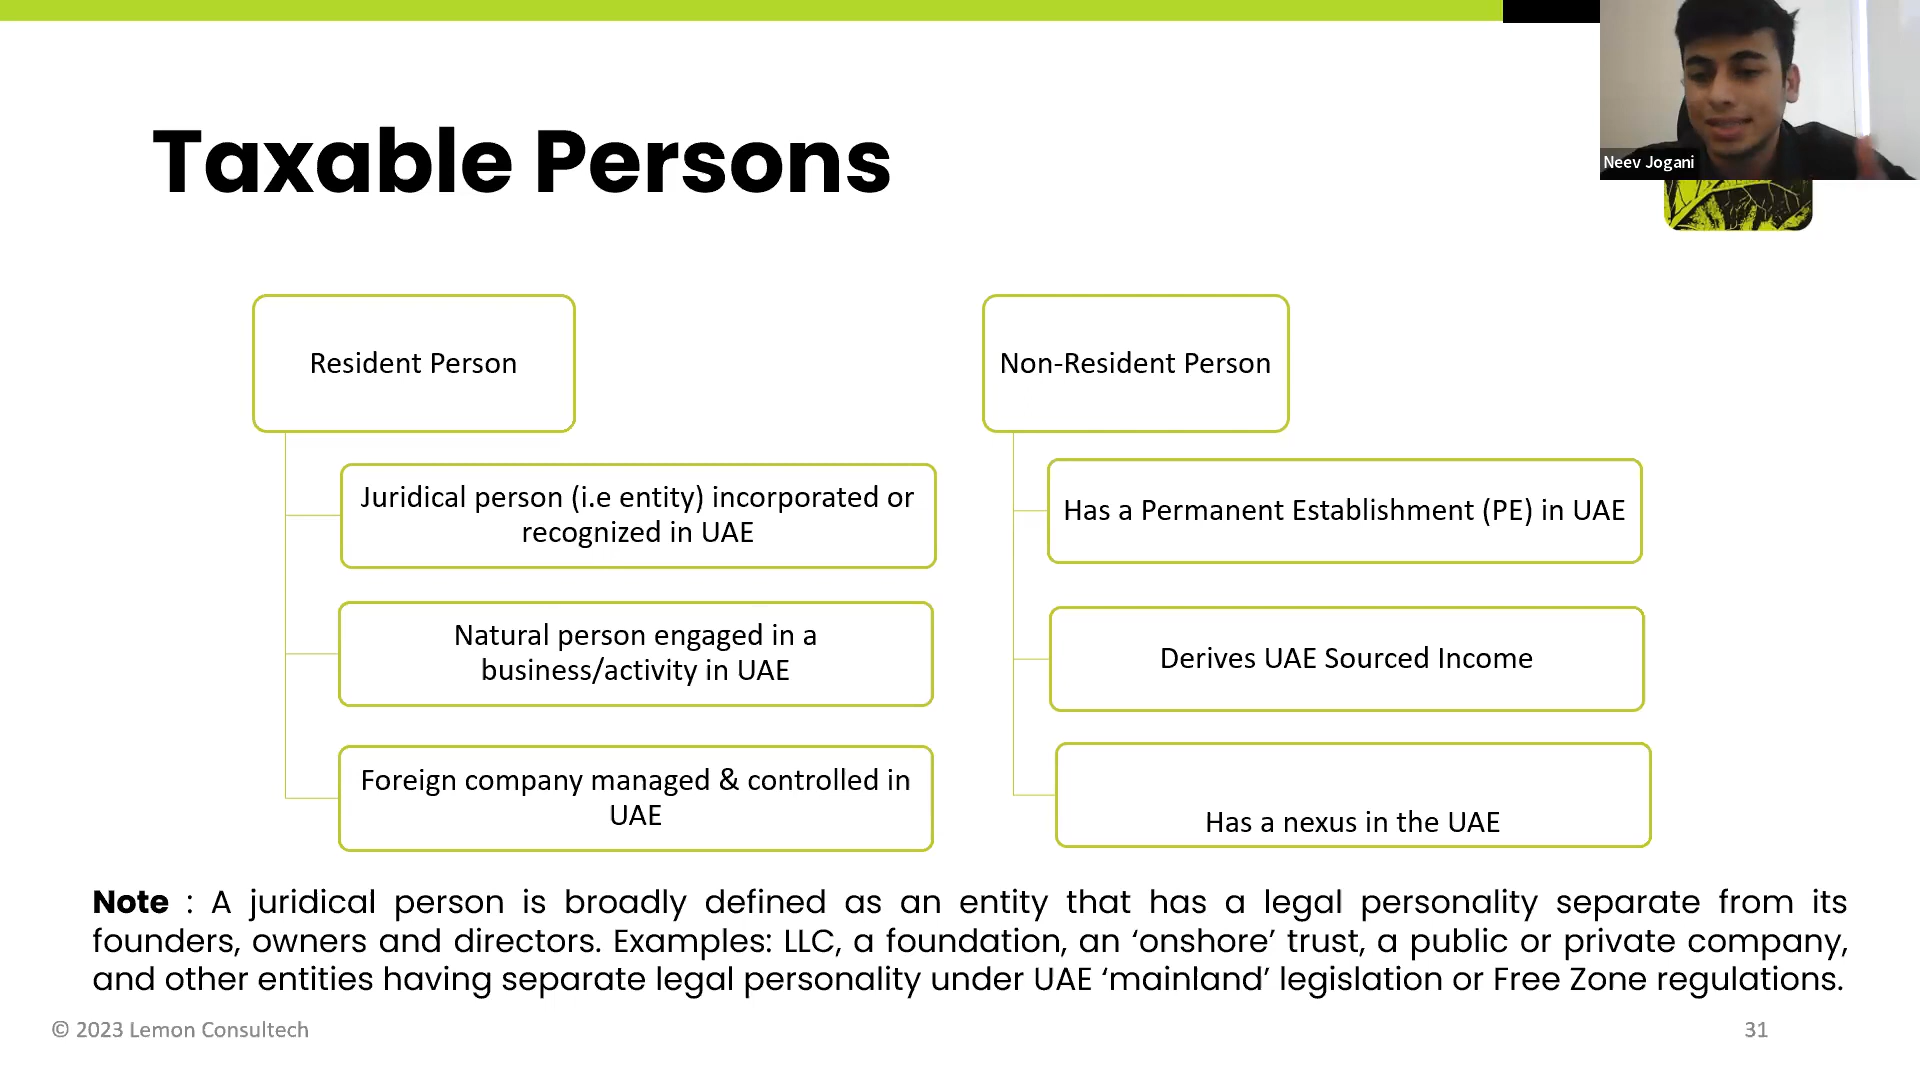 Taxable Persons
Neev Jogani
Resident Person
Juridical person (i.e entity) incorporated or
recognized in UAE
Natural person engaged in a
business/activity in UAE
Foreign company managed & controlled in
UAE
Non-Resident Person
Has a Permanent Establishment (PE) in UAE
Derives UAE Sourced Income
Has a nexus in the UAE
Note : A juridical person is broadly defined as an entity that has a legal personality separate from its
founders, owners and directors. Examples: LLC, a foundation, an ‘onshore’ trust, a public or private company,
and other entities having separate legal personality under UAE ‘mainland’ legislation or Free Zone regulations.
© 2023 Lemon Consultech
31